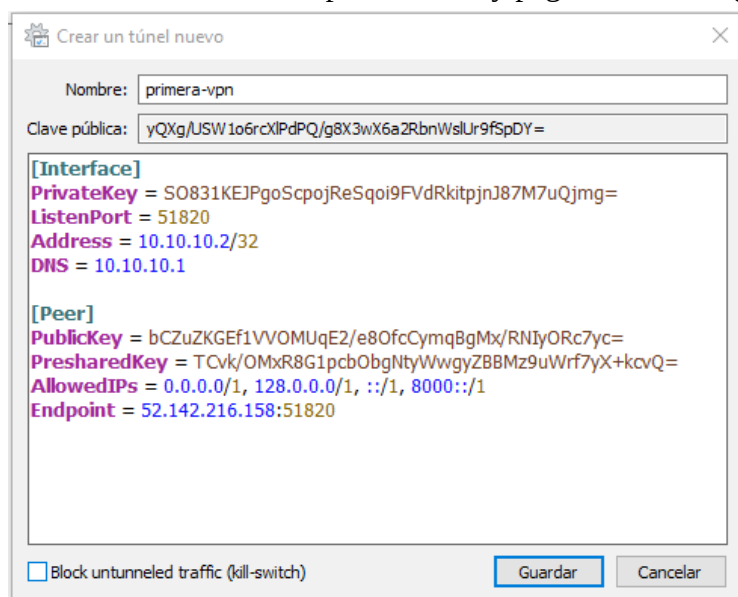 Crear un túnel nuevo
Nombre: primera-vpn
Clave pública: yQXg/USW1o6rcXlPdPQ/g8X3wX6a2RbnWslUr9fSpDY=
[Interface]
PrivateKey = SO831KEJPgoScpojReSqoi9FVdRkitpjnJ87M7uQjmg=
ListenPort = 51820
Address = 10.10.10.2/32
DNS = 10.10.10.1
[Peer]
PublicKey = bCZuZKGEf1VVOMUqE2/e8OfcCymqBgMx/RNIyORc7yc=
PresharedKey = TCvk/OMxR8G1pcbObgNtyWwgyZBBMz9uWrf7yX+kcvQ=
AllowedIPs = 0.0.0.0/1, 128.0.0.0/1, ::/1, 8000::/1
Endpoint = 52.142.216.158:51820
Block untunneled traffic (kill-switch)
Guardar Cancelar